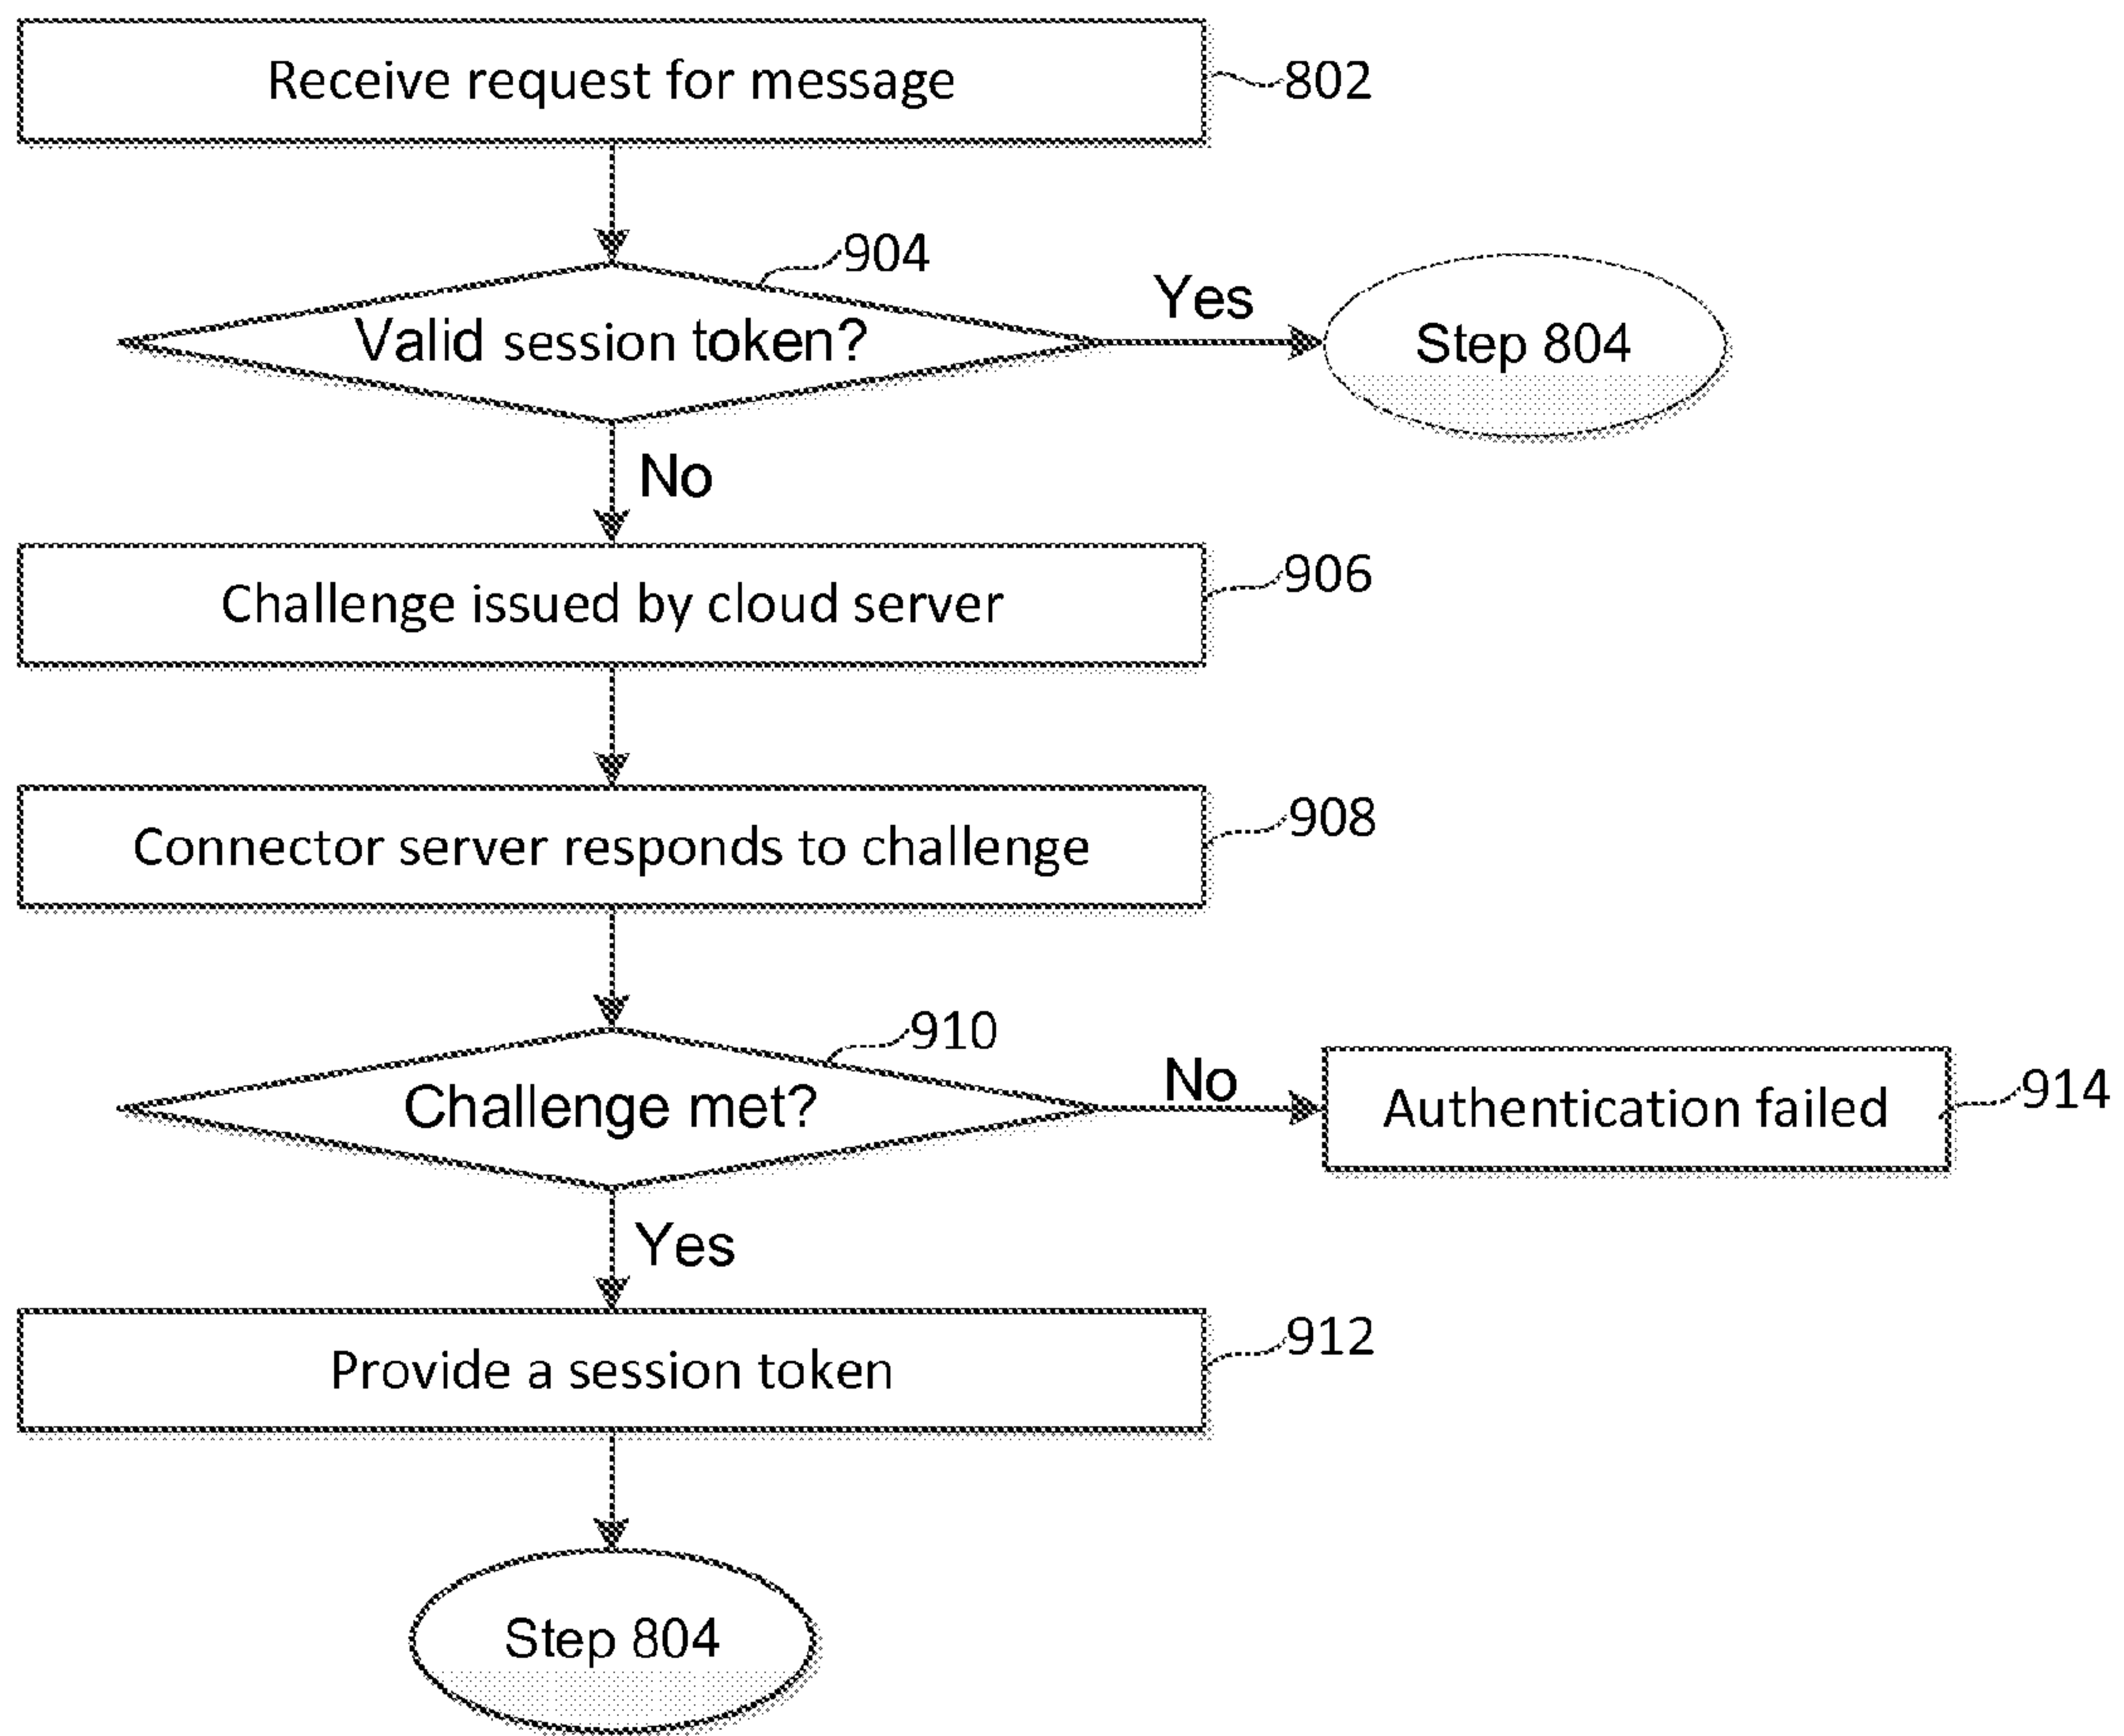 Receive request for message
802
904
Valid session token?
Yes
Step 804
No
Challenge issued by cloud server
906
Connector server responds to challenge
908
910
Challenge met?
No
Authentication failed
914
Yes
Provide a session token
912
Step 804